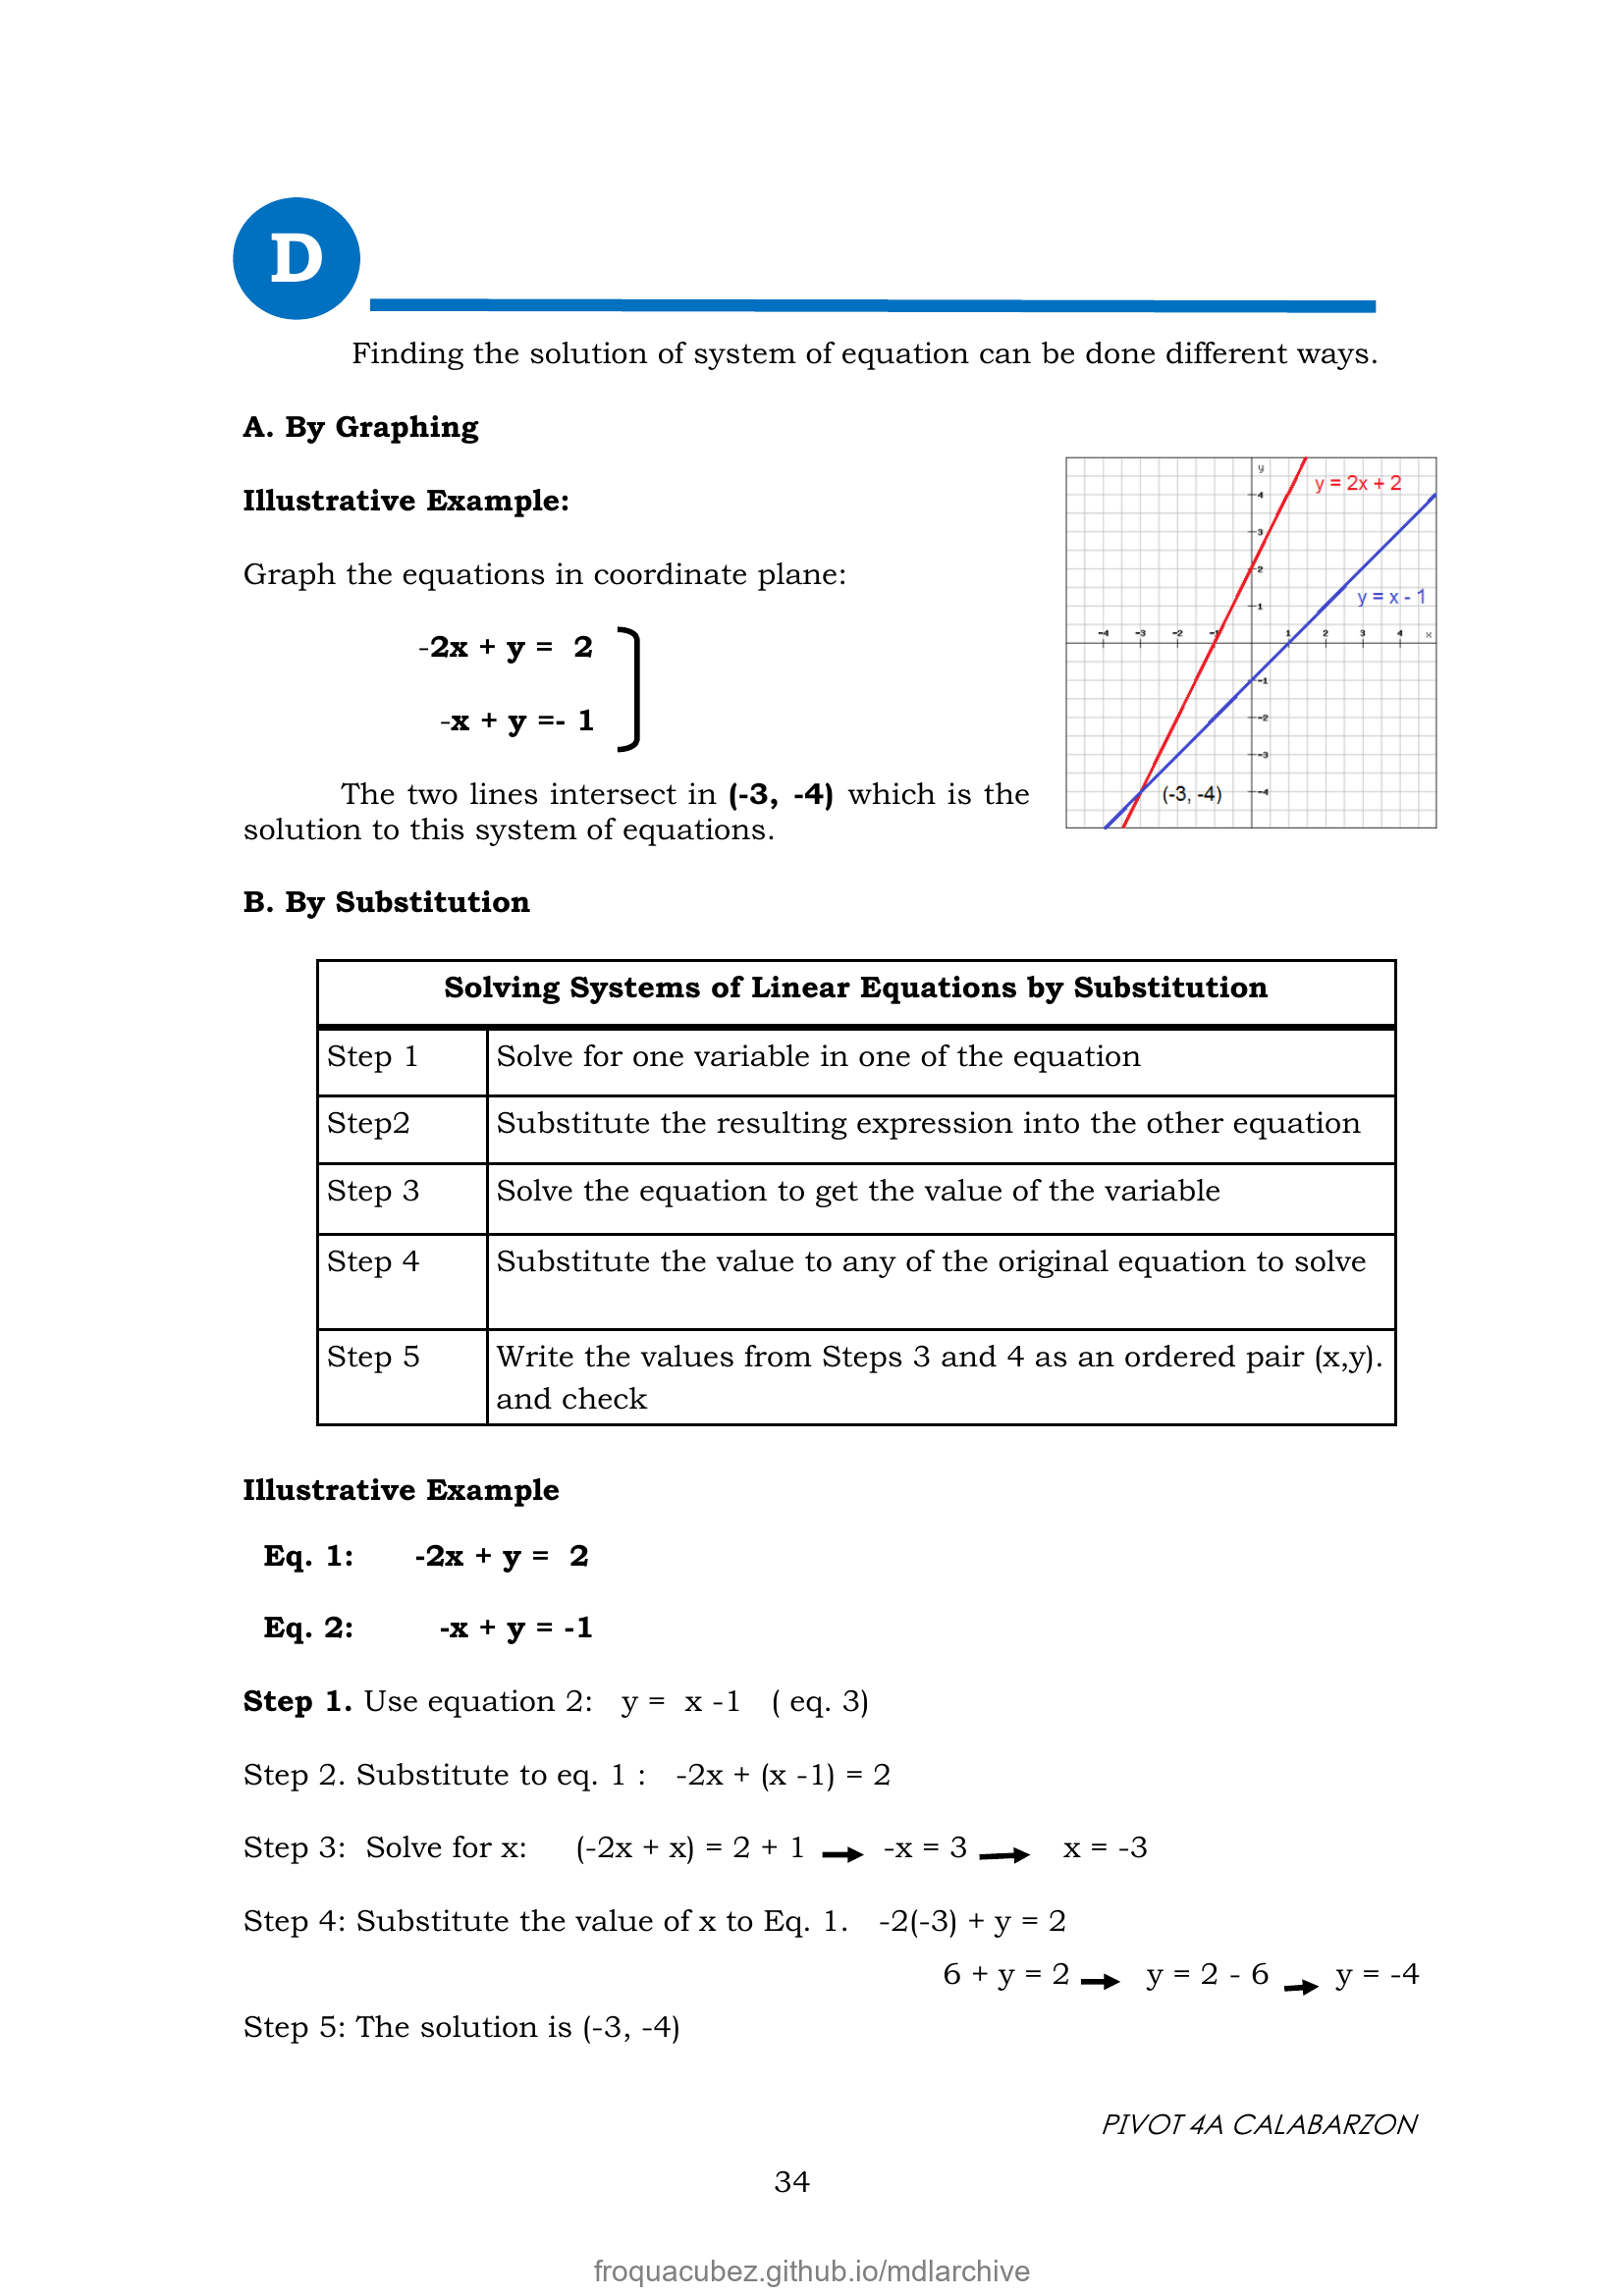 D
Finding the solution of system of equation can be done different ways.
A. By Graphing
Illustrative Example:
Graph the equations in coordinate plane:
-2x + y = 2
-x + y =- 1
The two lines intersect in (-3, -4) which is the
solution to this system of equations.
y
y = 2x + 2
4
3
2
y = x - 1
1
-4 -3 -2 -1 1 2 3 4 x
-1
-2
-3
(-3, -4) -4
B. By Substitution
Solving Systems of Linear Equations by Substitution
Step 1 Solve for one variable in one of the equation
Step2 Substitute the resulting expression into the other equation
Step 3 Solve the equation to get the value of the variable
Step 4 Substitute the value to any of the original equation to solve
Step 5 Write the values from Steps 3 and 4 as an ordered pair (x,y).
and check
Illustrative Example
Eq. 1: -2x + y = 2
Eq. 2: -x + y = -1
Step 1. Use equation 2: y = x -1 ( eq. 3)
Step 2. Substitute to eq. 1 : -2x + (x -1) = 2
Step 3: Solve for x: (-2x + x) = 2 + 1 → -x = 3 → x = -3
Step 4: Substitute the value of x to Eq. 1. -2(-3) + y = 2
6 + y = 2 → y = 2 - 6 → y = -4
Step 5: The solution is (-3, -4)
PIVOT 4A CALABARZON
34
froquacubez.github.io/mdlarchive